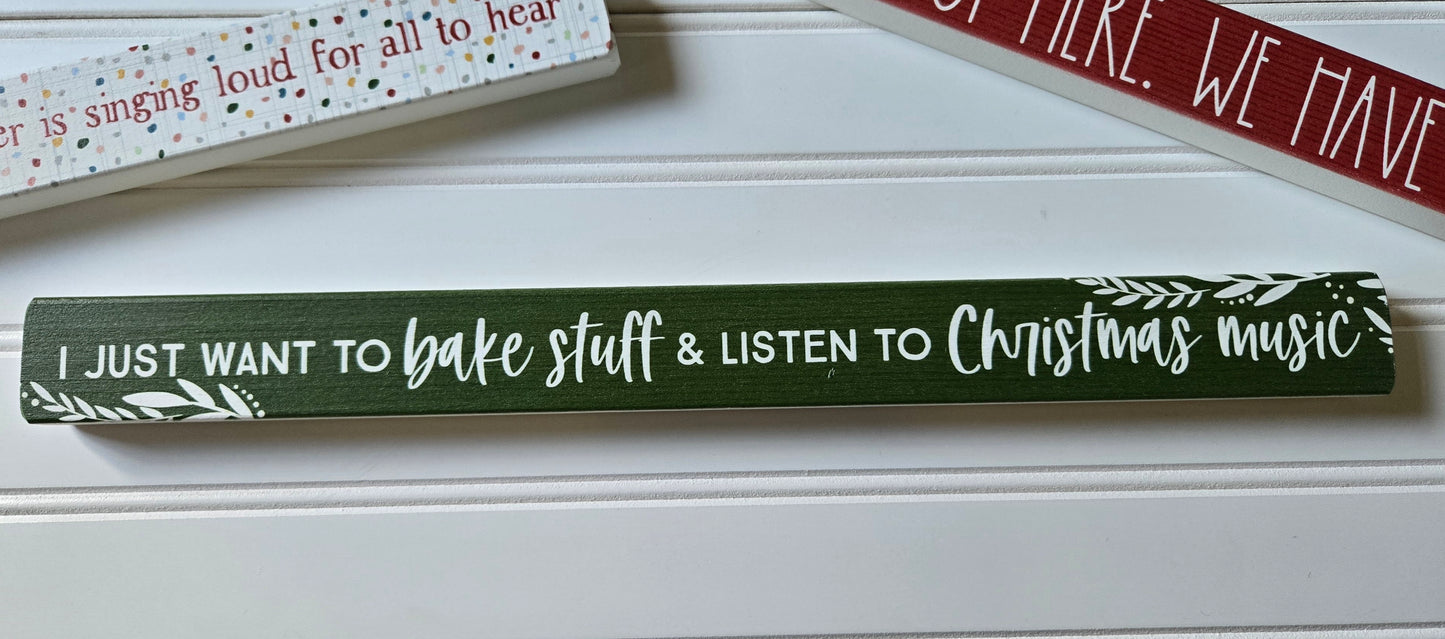 is singing loud for all to hear
HERE. WE HAVE
I JUST WANT TO bake stuff & LISTEN TO Christmas music